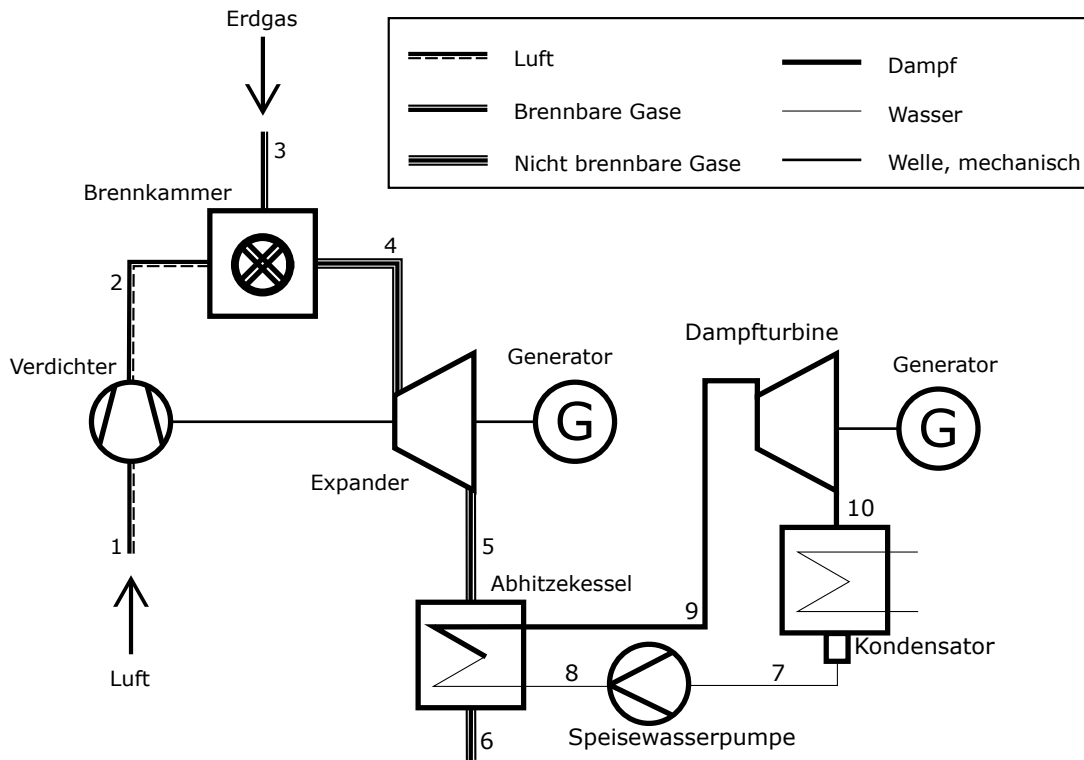 Erdgas
Luft
Dampf
Brennbare Gase
Wasser
Nicht brennbare Gase
Welle, mechanisch
3
Brennkammer
4
2
Dampfturbine
Verdichter
Generator
Generator
G
G
Expander
10
1
5
Abhitzekessel
9
Kondensator
Luft
8
7
6
Speisewasserpumpe